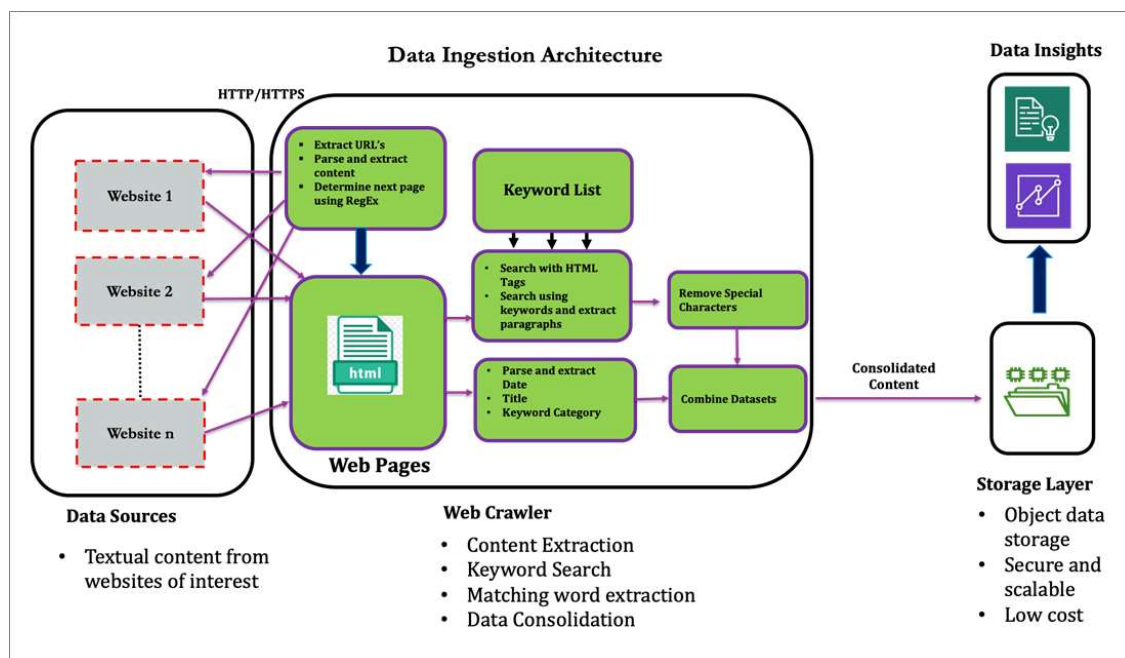 Data Ingestion Architecture
Data Insights
HTTP/HTTPS
Website 1
Website 2
Website n
Data Sources
• Textual content from
websites of interest
▪ Extract URL's
▪ Parse and extract
content
▪ Determine next page
using RegEx
Keyword List
html
Web Pages
• Search with HTML
Tags
• Search using
keywords and extract
paragraphs
• Parse and extract
Date
• Title
• Keyword Category
Remove Special
Characters
Combine Datasets
Web Crawler
• Content Extraction
• Keyword Search
• Matching word extraction
• Data Consolidation
Consolidated
Content
Storage Layer
• Object data
storage
• Secure and
scalable
• Low cost